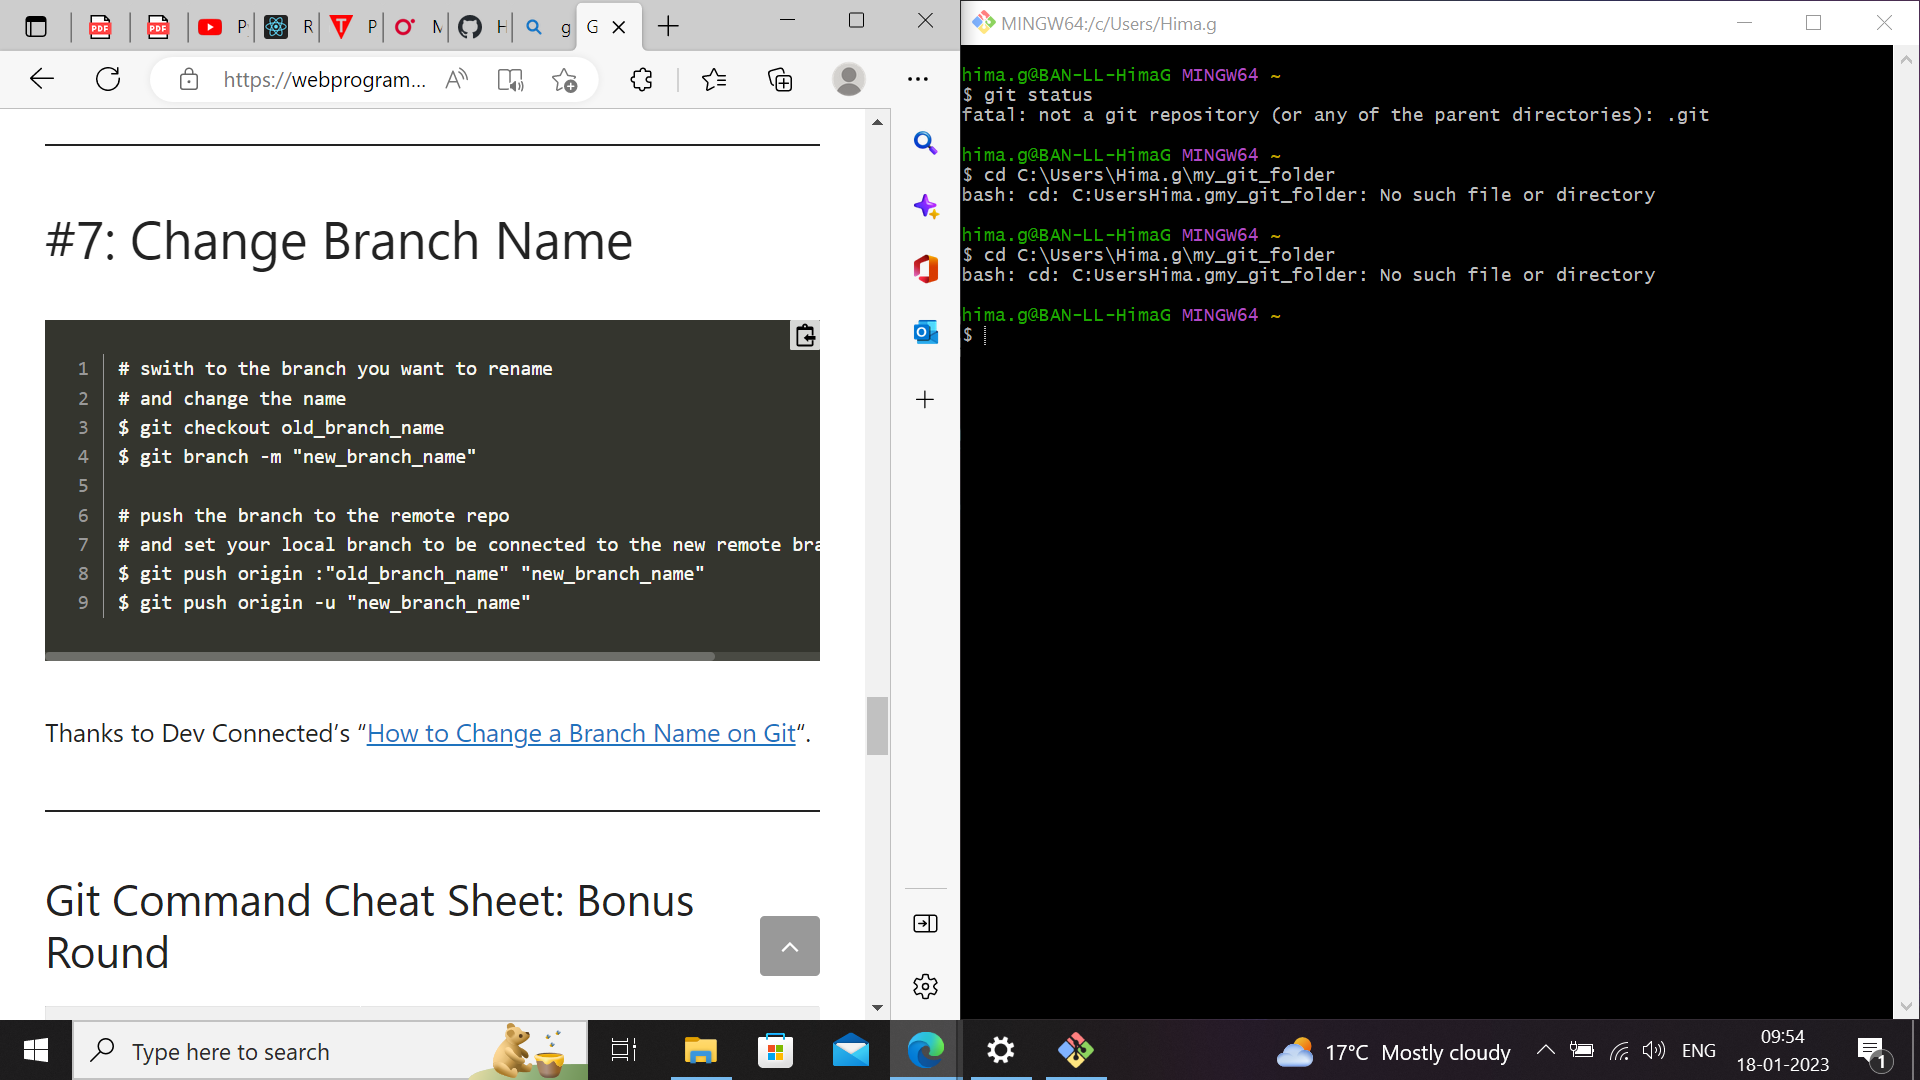 PDF
PDF
P
R
P
M
H
g
G
https://webprogram...
#7: Change Branch Name
1 # swith to the branch you want to rename
2 # and change the name
3 $ git checkout old_branch_name
4 $ git branch -m "new_branch_name"
5
6 # push the branch to the remote repo
7 # and set your local branch to be connected to the new remote bra
8 $ git push origin :"old_branch_name" "new_branch_name"
9 $ git push origin -u "new_branch_name"
Thanks to Dev Connected’s “How to Change a Branch Name on Git“.
Git Command Cheat Sheet: Bonus
Round
MINGW64:/c/Users/Hima.g
hima.g@BAN-LL-HimaG MINGW64 ~
$ git status
fatal: not a git repository (or any of the parent directories): .git
hima.g@BAN-LL-HimaG MINGW64 ~
$ cd C:\Users\Hima.g\my_git_folder
bash: cd: C:UsersHima.gmy_git_folder: No such file or directory
hima.g@BAN-LL-HimaG MINGW64 ~
$ cd C:\Users\Hima.g\my_git_folder
bash: cd: C:UsersHima.gmy_git_folder: No such file or directory
hima.g@BAN-LL-HimaG MINGW64 ~
$
Type here to search
17°C Mostly cloudy
ENG
09:54
18-01-2023
1